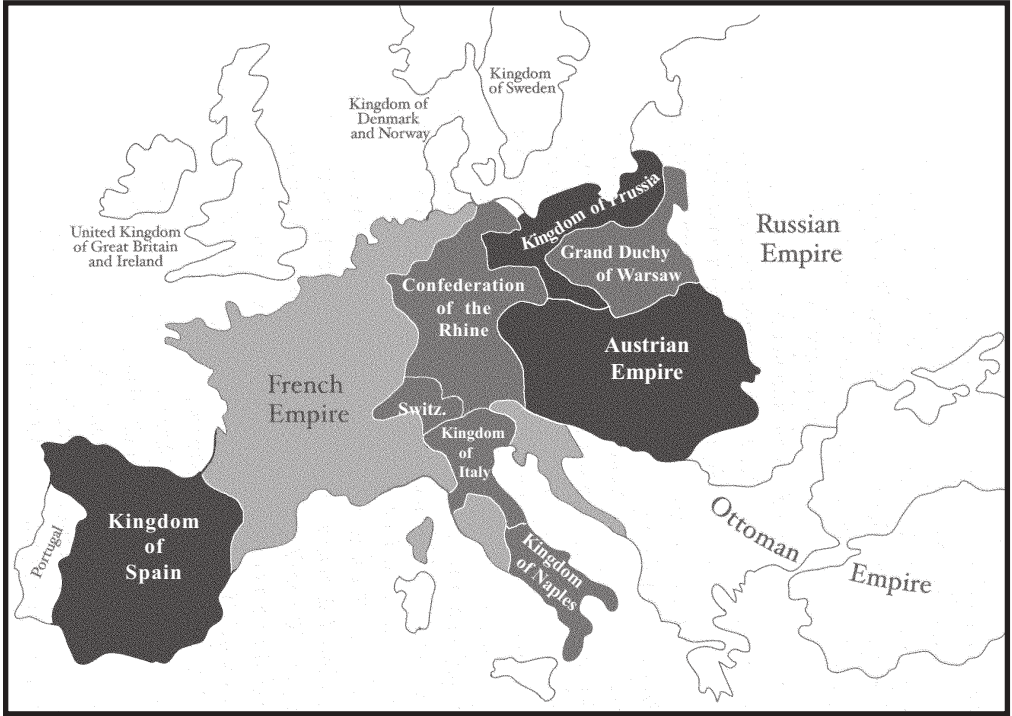 Kingdom
of Sweden
Kingdom of
Denmark
and Norway
United Kingdom
of Great Britain
and Ireland
Kingdom of Prussia
Russian
Empire
Grand Duchy
of Warsaw
Confederation
of the
Rhine
Austrian
Empire
French
Empire
Switz.
Kingdom
of
Italy
Kingdom
of
Spain
Portugal
Kingdom
of Naples
Ottoman
Empire